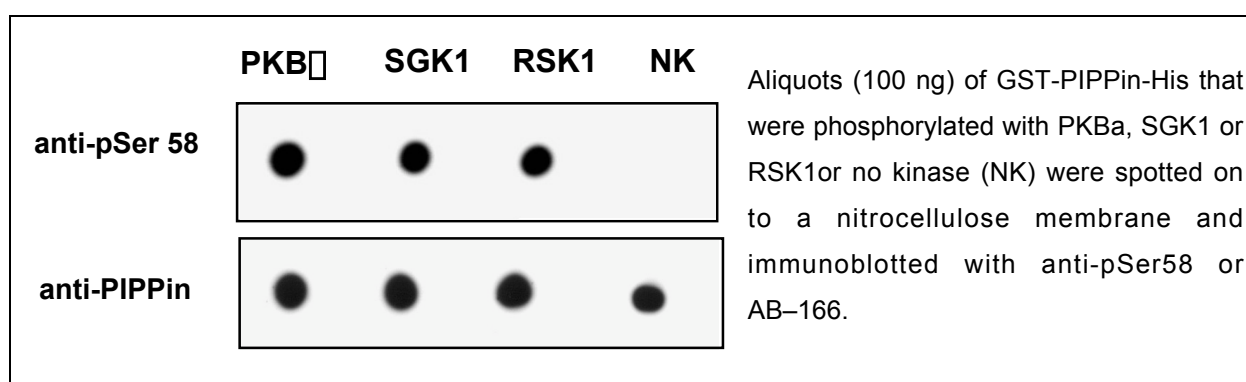 PKB▯ SGK1 RSK1 NK
anti-pSer 58
anti-PIPPin
Aliquots (100 ng) of GST-PIPPin-His that
were phosphorylated with PKBa, SGK1 or
RSK1or no kinase (NK) were spotted on
to a nitrocellulose membrane and
immunoblotted with anti-pSer58 or
AB–166.